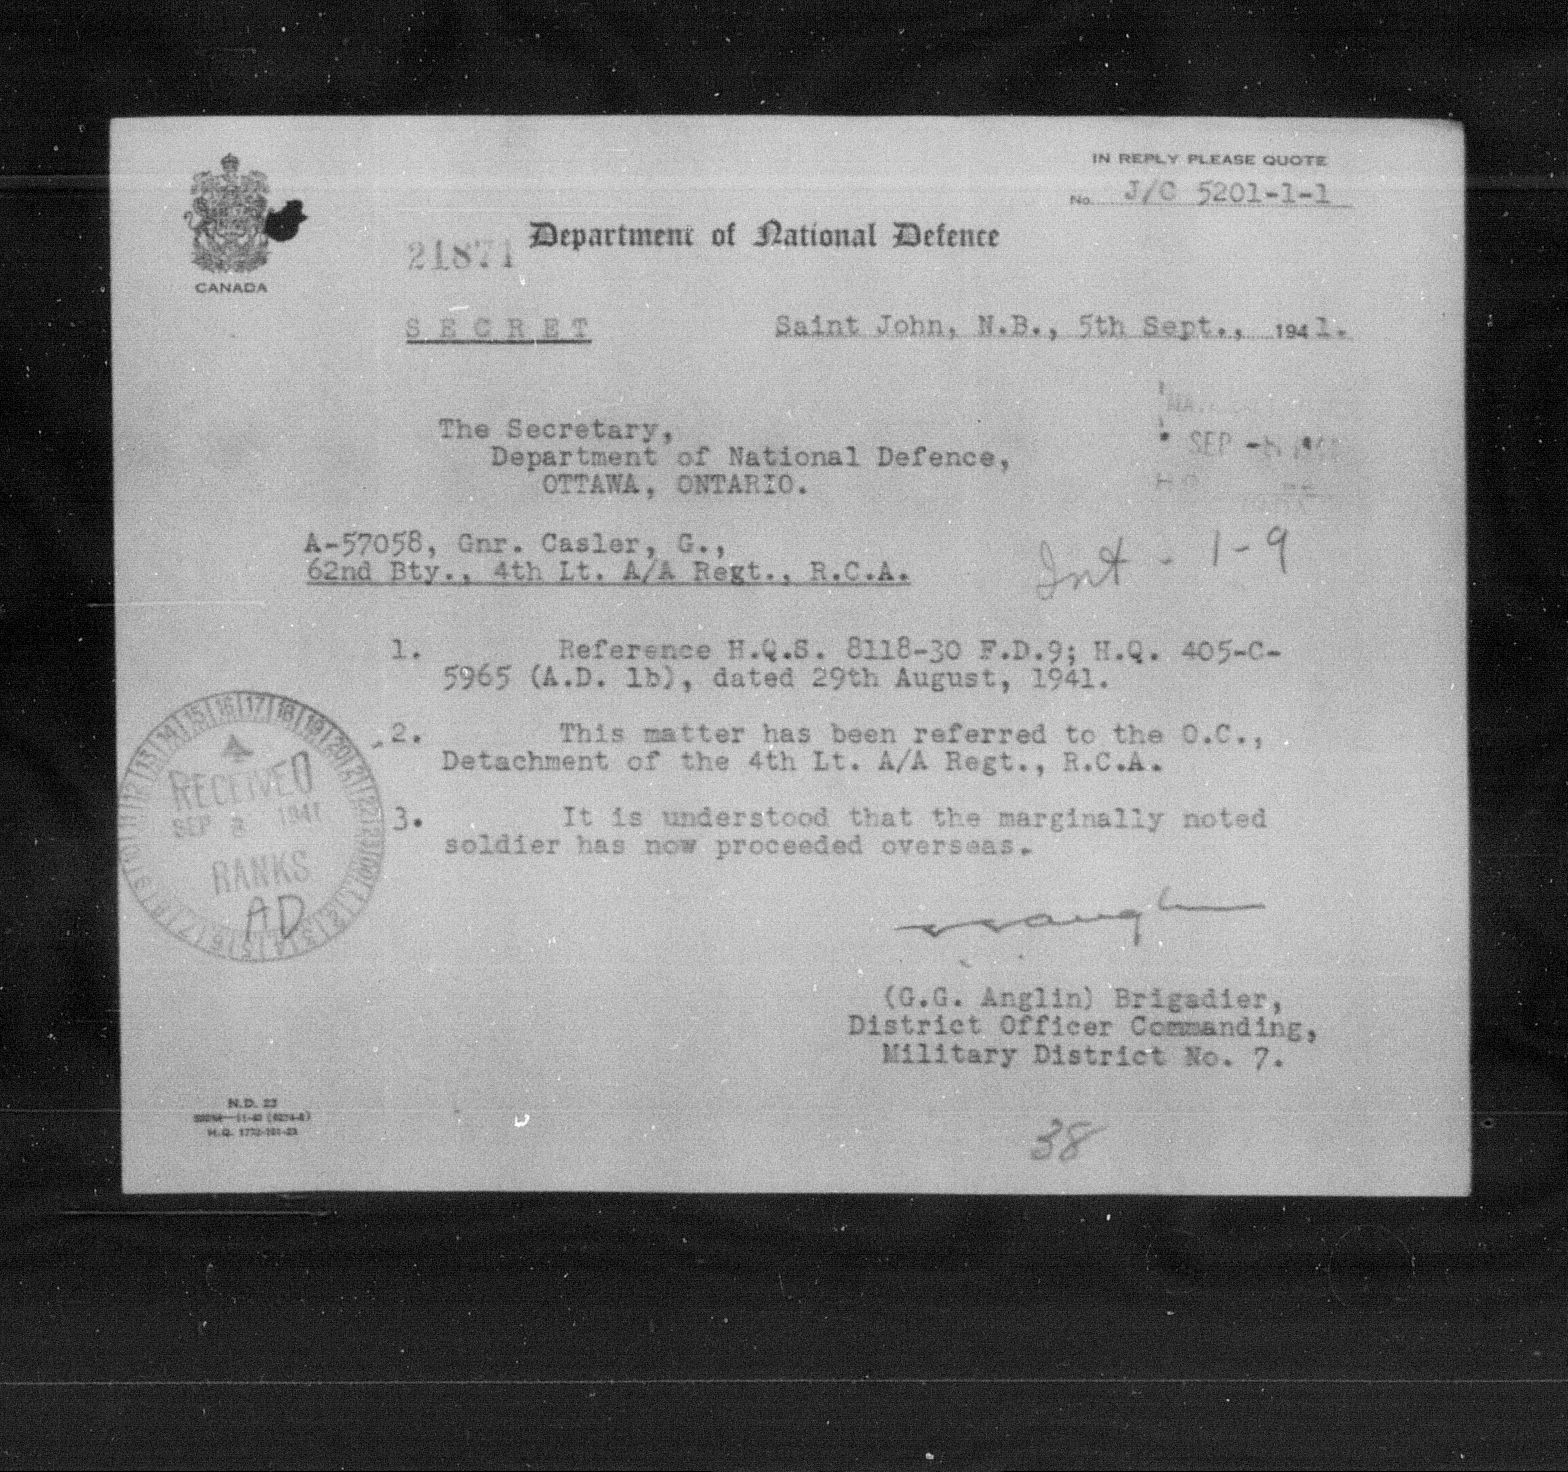 IN REPLY PLEASE QUOTE
No. J/C 5201-1-1
CANADA
21871
Department of National Defence
SECRET
Saint John, N.B., 5th Sept., 1941.
SEP
The Secretary,
Department of National Defence,
OTTAWA, ONTARIO.
A-57058, Gnr. Casler, G.,
62nd Bty., 4th Lt. A/A Regt., R.C.A.
Int - 1-9
1. Reference H.Q.S. 8118-30 F.D.9; H.Q. 405-C-
5965 (A.D. 1b), dated 29th August, 1941.
2. This matter has been referred to the O.C.,
Detachment of the 4th Lt. A/A Regt., R.C.A.
3. It is understood that the marginally noted
soldier has now proceeded overseas.
RECEIVED
SEP 8 1941
RANKS
AD
(G.G. Anglin) Brigadier,
District Officer Commanding,
Military District No. 7.
N.D. 23
38